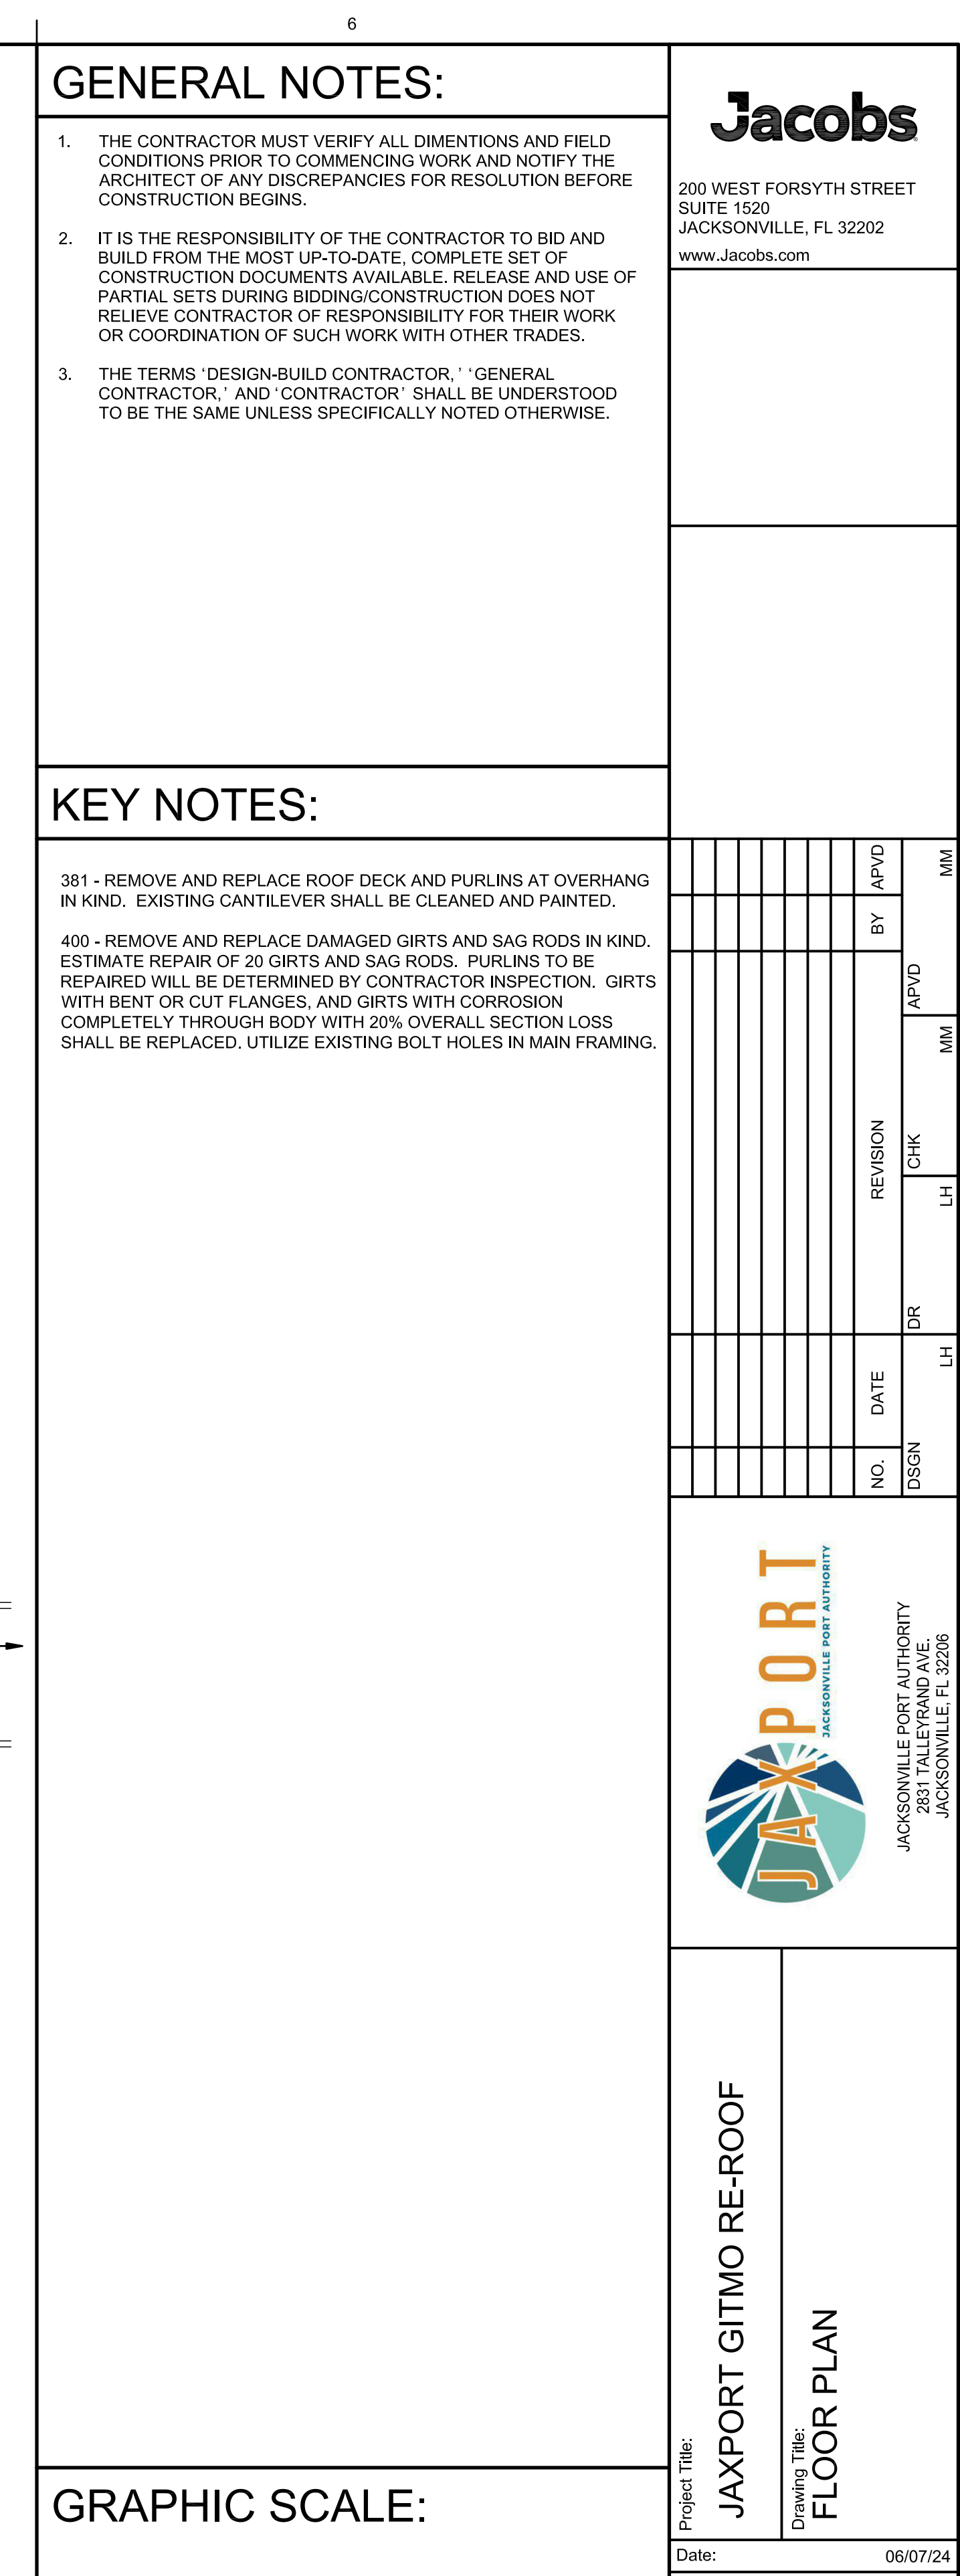 6
GENERAL NOTES:
1. THE CONTRACTOR MUST VERIFY ALL DIMENTIONS AND FIELD
CONDITIONS PRIOR TO COMMENCING WORK AND NOTIFY THE
ARCHITECT OF ANY DISCREPANCIES FOR RESOLUTION BEFORE
CONSTRUCTION BEGINS.
2. IT IS THE RESPONSIBILITY OF THE CONTRACTOR TO BID AND
BUILD FROM THE MOST UP-TO-DATE, COMPLETE SET OF
CONSTRUCTION DOCUMENTS AVAILABLE. RELEASE AND USE OF
PARTIAL SETS DURING BIDDING/CONSTRUCTION DOES NOT
RELIEVE CONTRACTOR OF RESPONSIBILITY FOR THEIR WORK
OR COORDINATION OF SUCH WORK WITH OTHER TRADES.
3. THE TERMS ‘DESIGN-BUILD CONTRACTOR,’ ‘GENERAL
CONTRACTOR,’ AND ‘CONTRACTOR’ SHALL BE UNDERSTOOD
TO BE THE SAME UNLESS SPECIFICALLY NOTED OTHERWISE.
KEY NOTES:
381 - REMOVE AND REPLACE ROOF DECK AND PURLINS AT OVERHANG
IN KIND. EXISTING CANTILEVER SHALL BE CLEANED AND PAINTED.
400 - REMOVE AND REPLACE DAMAGED GIRTS AND SAG RODS IN KIND.
ESTIMATE REPAIR OF 20 GIRTS AND SAG RODS. PURLINS TO BE
REPAIRED WILL BE DETERMINED BY CONTRACTOR INSPECTION. GIRTS
WITH BENT OR CUT FLANGES, AND GIRTS WITH CORROSION
COMPLETELY THROUGH BODY WITH 20% OVERALL SECTION LOSS
SHALL BE REPLACED. UTILIZE EXISTING BOLT HOLES IN MAIN FRAMING.
GRAPHIC SCALE:
Jacobs
200 WEST FORSYTH STREET
SUITE 1520
JACKSONVILLE, FL 32202
www.Jacobs.com
NO. DATE REVISION BY APVD
DSGN LH DR LH CHK MM APVD MM
JAXPORT
JACKSONVILLE PORT AUTHORITY
JACKSONVILLE PORT AUTHORITY
2831 TALLEYRAND AVE.
JACKSONVILLE, FL 32206
Project Title:
JAXPORT GITMO RE-ROOF
Drawing Title:
FLOOR PLAN
Date: 06/07/24